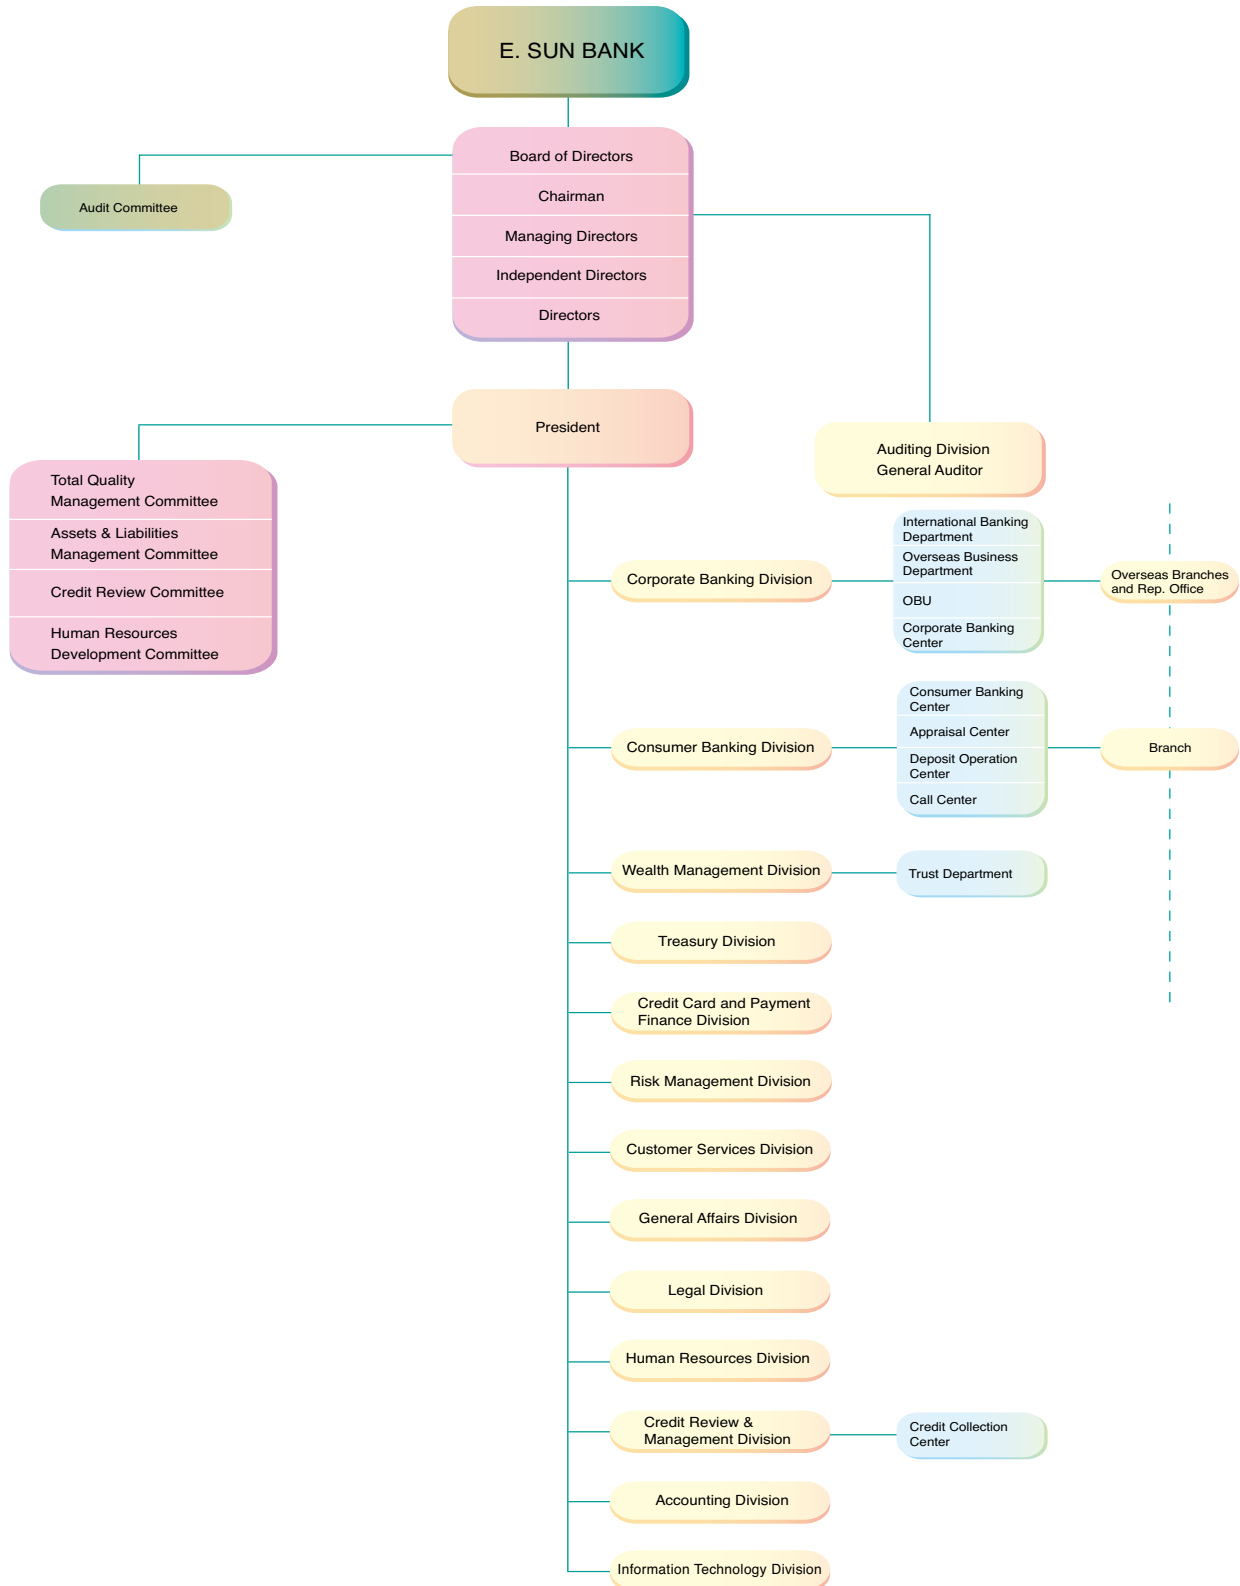 E. SUN BANK
Board of Directors
Chairman
Managing Directors
Independent Directors
Directors
Audit Committee
President
Auditing Division
General Auditor
Total Quality
Management Committee
Assets & Liabilities
Management Committee
Credit Review Committee
Human Resources
Development Committee
Corporate Banking Division
International Banking
Department
Overseas Business
Department
OBU
Corporate Banking
Center
Overseas Branches
and Rep. Office
Consumer Banking Division
Consumer Banking
Center
Appraisal Center
Deposit Operation
Center
Call Center
Branch
Wealth Management Division
Trust Department
Treasury Division
Credit Card and Payment
Finance Division
Risk Management Division
Customer Services Division
General Affairs Division
Legal Division
Human Resources Division
Credit Review &
Management Division
Credit Collection
Center
Accounting Division
Information Technology Division